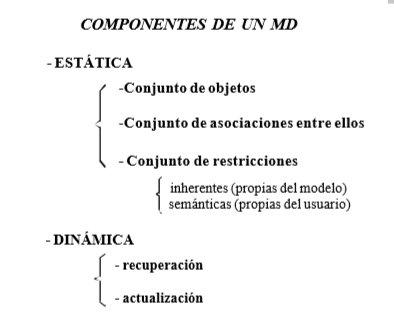 COMPONENTES DE UN MD
- ESTÁTICA
-Conjunto de objetos
-Conjunto de asociaciones entre ellos
- Conjunto de restricciones
inherentes (propias del modelo)
semánticas (propias del usuario)
- DINÁMICA
- recuperación
- actualización